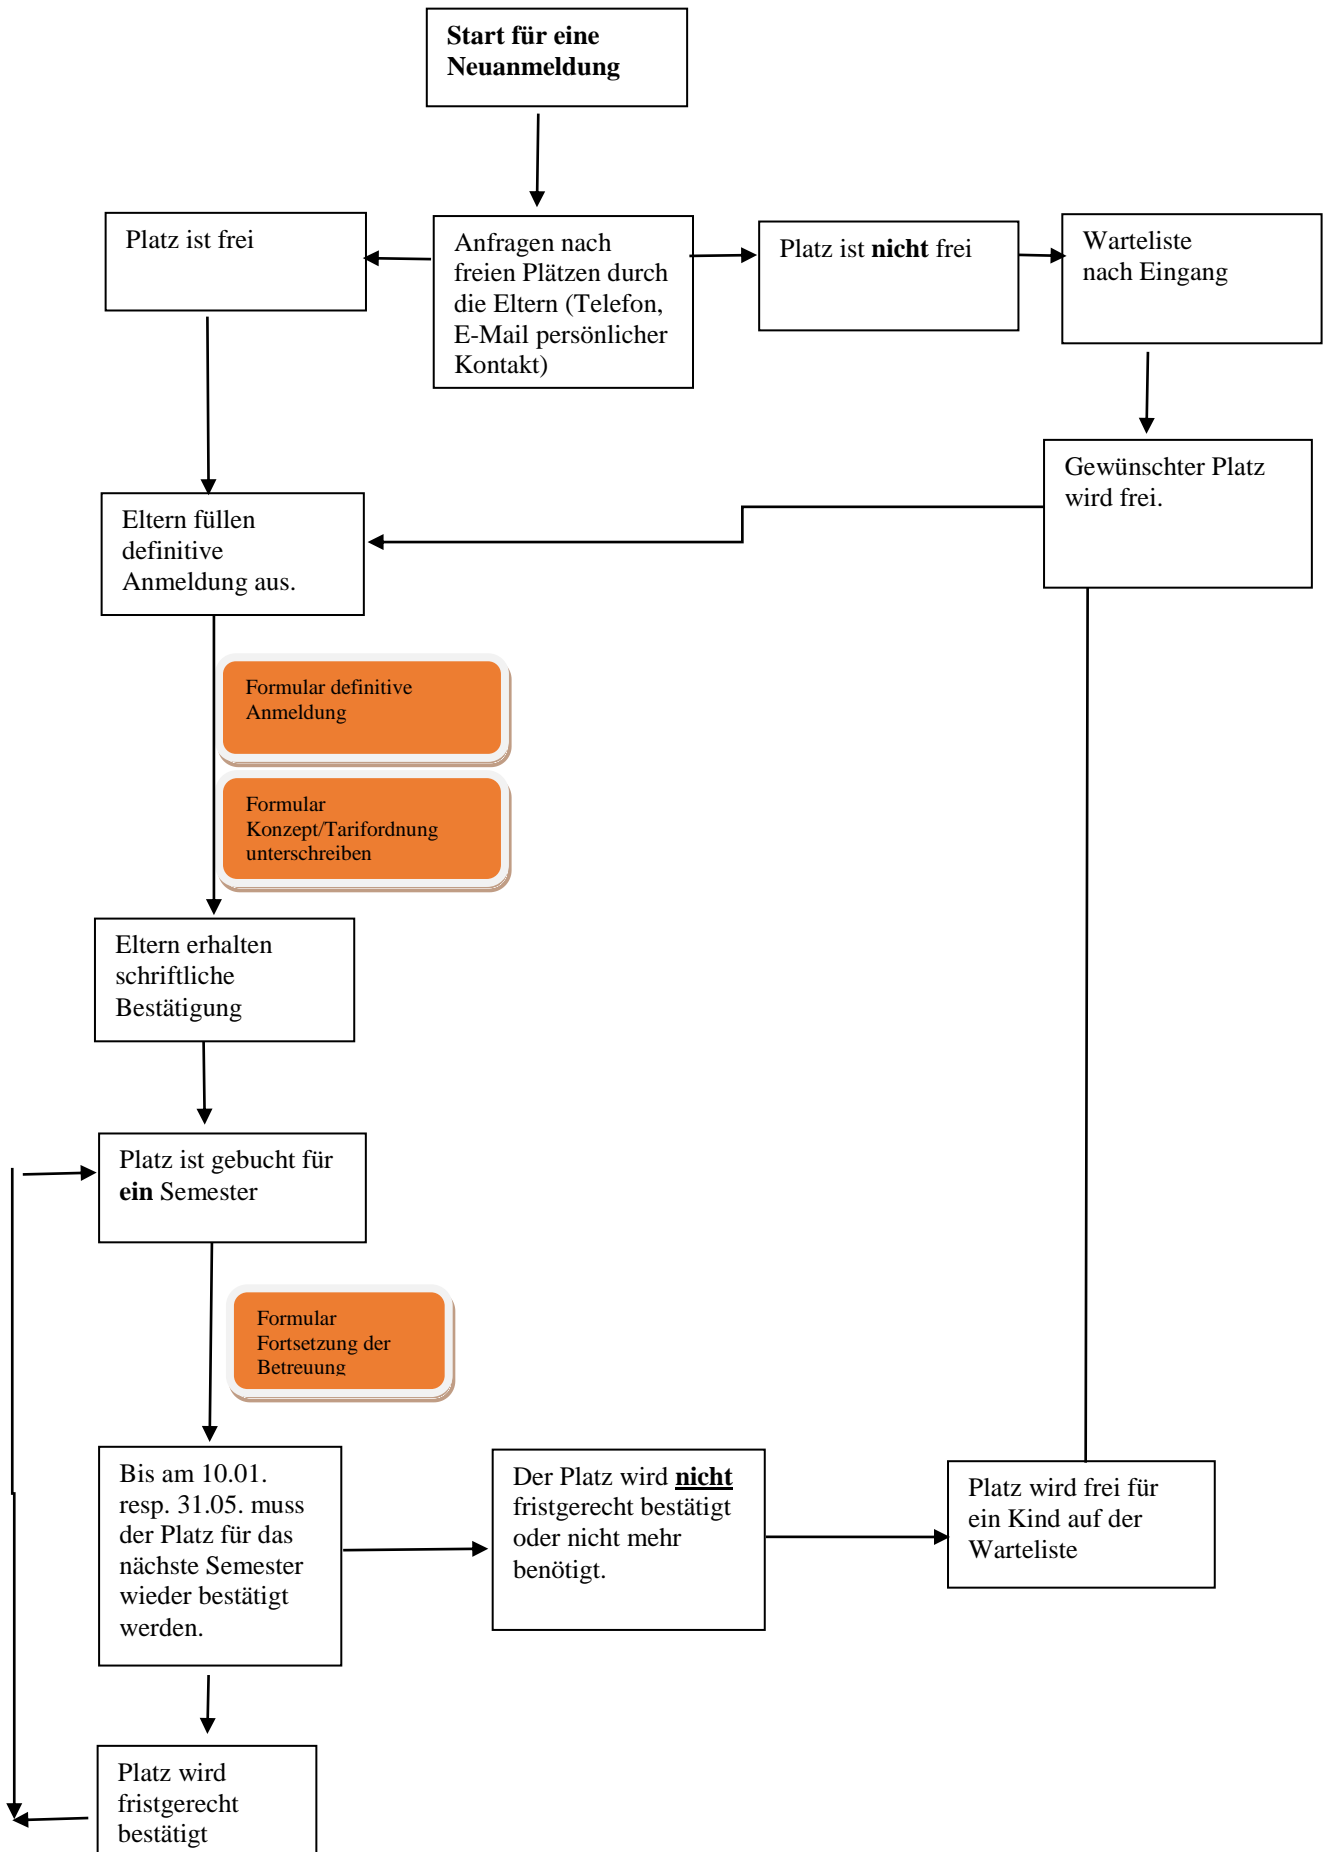 Start für eine
Neuanmeldung
Platz ist frei
Anfragen nach
freien Plätzen durch
die Eltern (Telefon,
E-Mail persönlicher
Kontakt)
Platz ist nicht frei
Warteliste
nach Eingang
Gewünschter Platz
wird frei.
Eltern füllen
definitive
Anmeldung aus.
Formular definitive
Anmeldung
Formular
Konzept/Tarifordnung
unterschreiben
Eltern erhalten
schriftliche
Bestätigung
Platz ist gebucht für
ein Semester
Formular
Fortsetzung der
Betreuung
Bis am 10.01.
resp. 31.05. muss
der Platz für das
nächste Semester
wieder bestätigt
werden.
Der Platz wird nicht
fristgerecht bestätigt
oder nicht mehr
benötigt.
Platz wird frei für
ein Kind auf der
Warteliste
Platz wird
fristgerecht
bestätigt